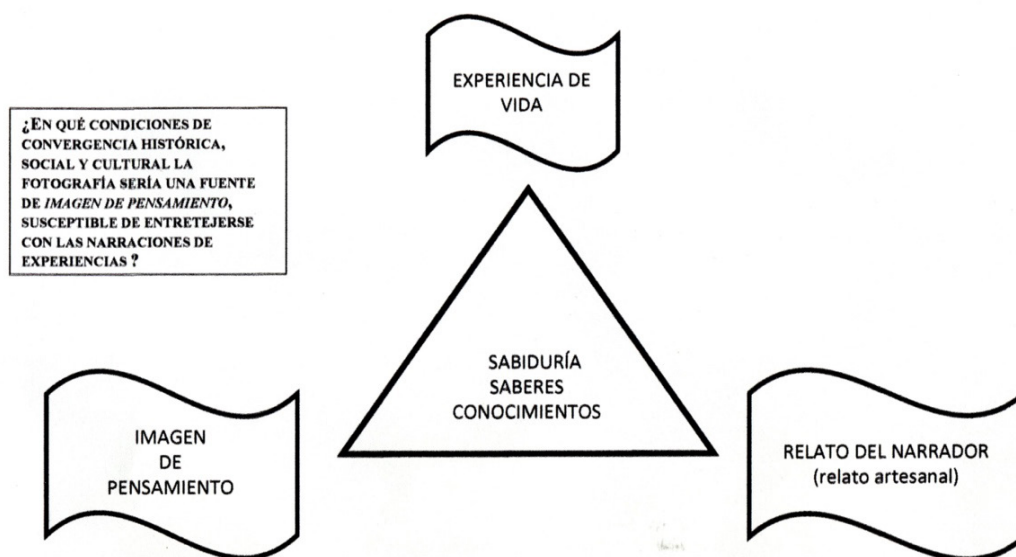 EXPERIENCIA DE
VIDA
¿EN QUÉ CONDICIONES DE
CONVERGENCIA HISTÓRICA,
SOCIAL Y CULTURAL LA
FOTOGRAFÍA SERÍA UNA FUENTE
DE IMAGEN DE PENSAMIENTO,
SUSCEPTIBLE DE ENTRETEJERSE
CON LAS NARRACIONES DE
EXPERIENCIAS ?
SABIDURÍA
SABERES
CONOCIMIENTOS
IMAGEN
DE
PENSAMIENTO
RELATO DEL NARRADOR
(relato artesanal)